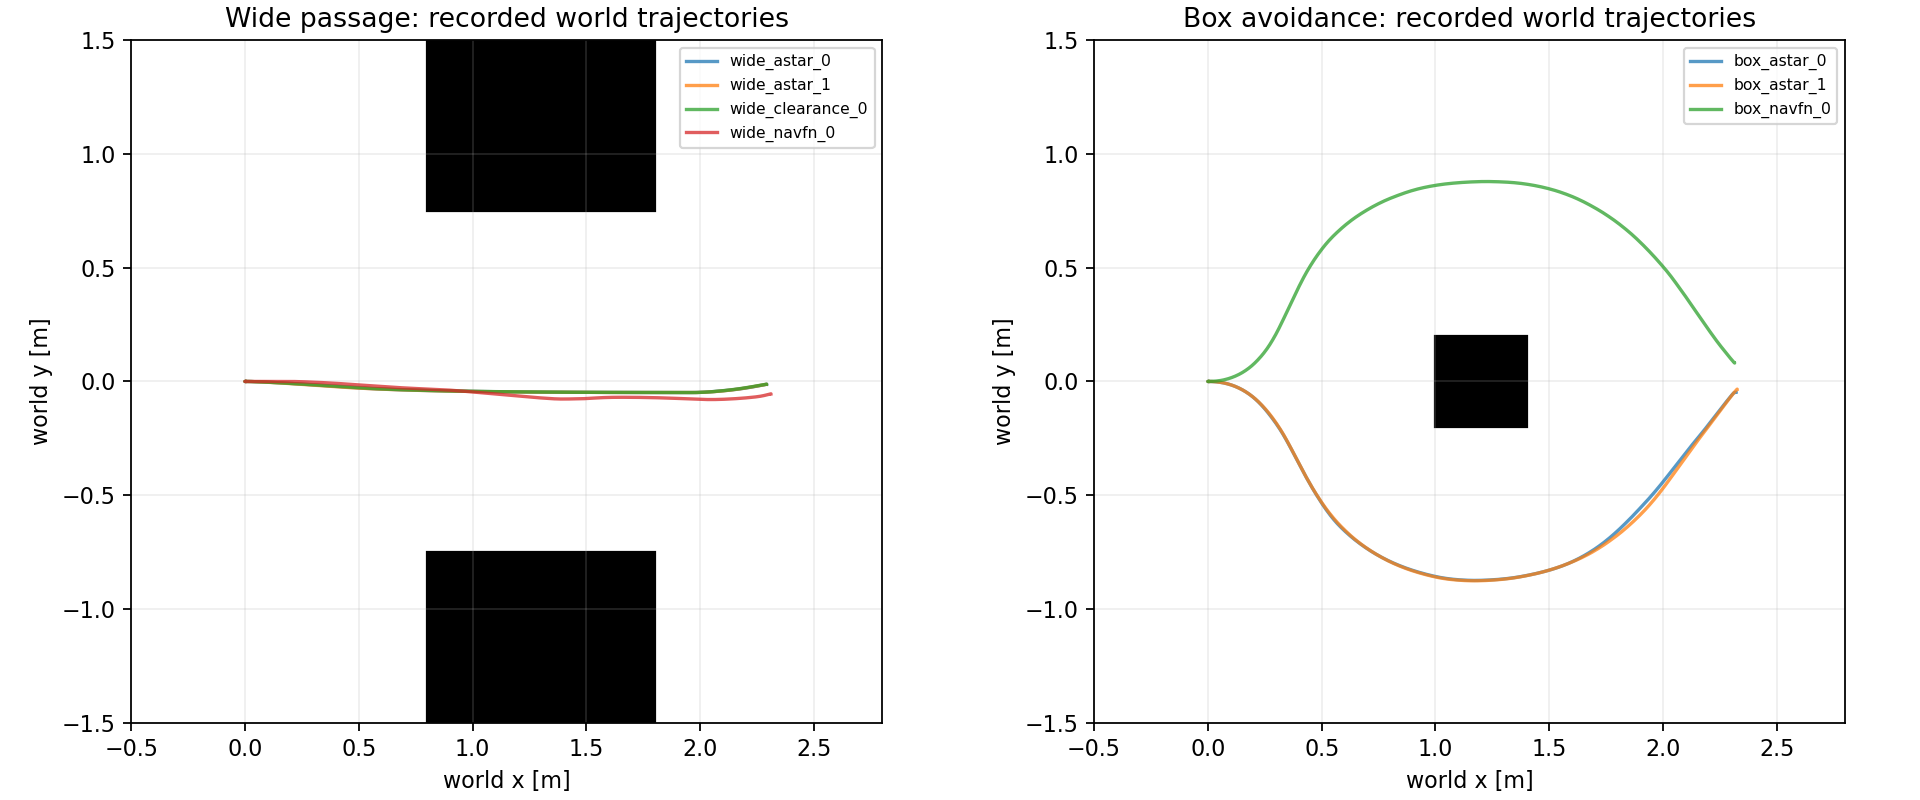 Wide passage: recorded world trajectories
1.5
1.0
0.5
0.0
−0.5
−1.0
−1.5
world y [m]
wide_astar_0
wide_astar_1
wide_clearance_0
wide_navfn_0
−0.5
0.0
0.5
1.0
1.5
2.0
2.5
world x [m]
Box avoidance: recorded world trajectories
1.5
1.0
0.5
0.0
−0.5
−1.0
−1.5
world y [m]
box_astar_0
box_astar_1
box_navfn_0
−0.5
0.0
0.5
1.0
1.5
2.0
2.5
world x [m]